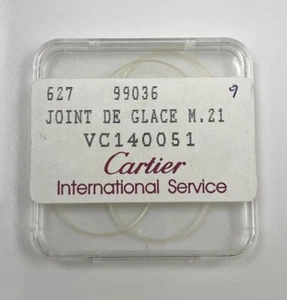 627 99036 9
JOINT DE GLACE M.21
VC140051
Cartier
International Service